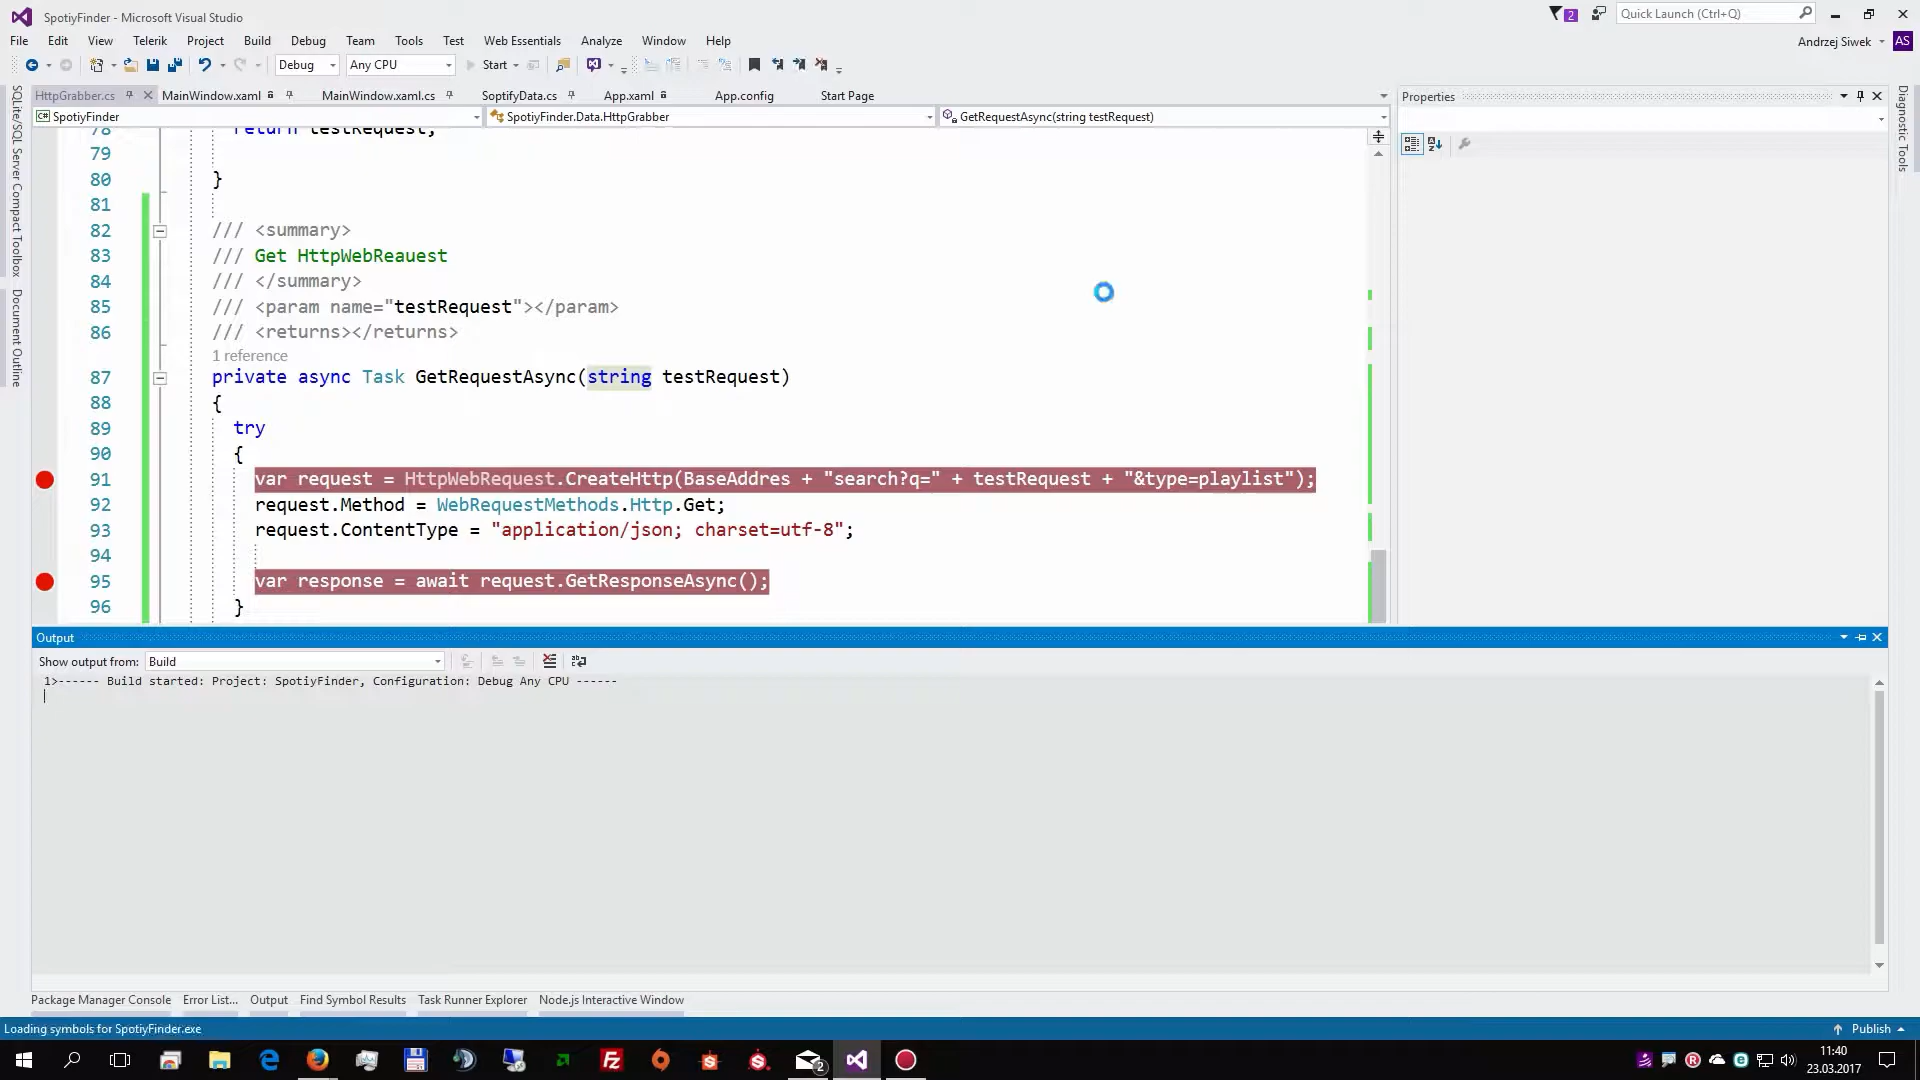 SpotiyFinder - Microsoft Visual Studio
2
Quick Launch (Ctrl+Q)
File Edit View Telerik Project Build Debug Team Tools Test Web Essentials Analyze Window Help
Andrzej Siwek AS
Debug Any CPU Start
HttpGrabber.cs MainWindow.xaml MainWindow.xaml.cs SoptifyData.cs App.xaml App.config Start Page
Properties
SpotiyFinder SpotiyFinder.Data.HttpGrabber GetRequestAsync(string testRequest)
SQLite/SQL Server Compact Toolbox
Document Outline
Diagnostic Tools
78 return testRequest;
79
80 }
81
82 /// <summary>
83 /// Get HttpWebReauest
84 /// </summary>
85 /// <param name="testRequest"></param>
86 /// <returns></returns>
1 reference
87 private async Task GetRequestAsync(string testRequest)
88 {
89 try
90 {
91 var request = HttpWebRequest.CreateHttp(BaseAddres + "search?q=" + testRequest + "&type=playlist");
92 request.Method = WebRequestMethods.Http.Get;
93 request.ContentType = "application/json; charset=utf-8";
94
95 var response = await request.GetResponseAsync();
96 }
Output
Show output from: Build
1>------ Build started: Project: SpotiyFinder, Configuration: Debug Any CPU ------
Package Manager Console Error List... Output Find Symbol Results Task Runner Explorer Node.js Interactive Window
Loading symbols for SpotiyFinder.exe
Publish
11:40
23.03.2017